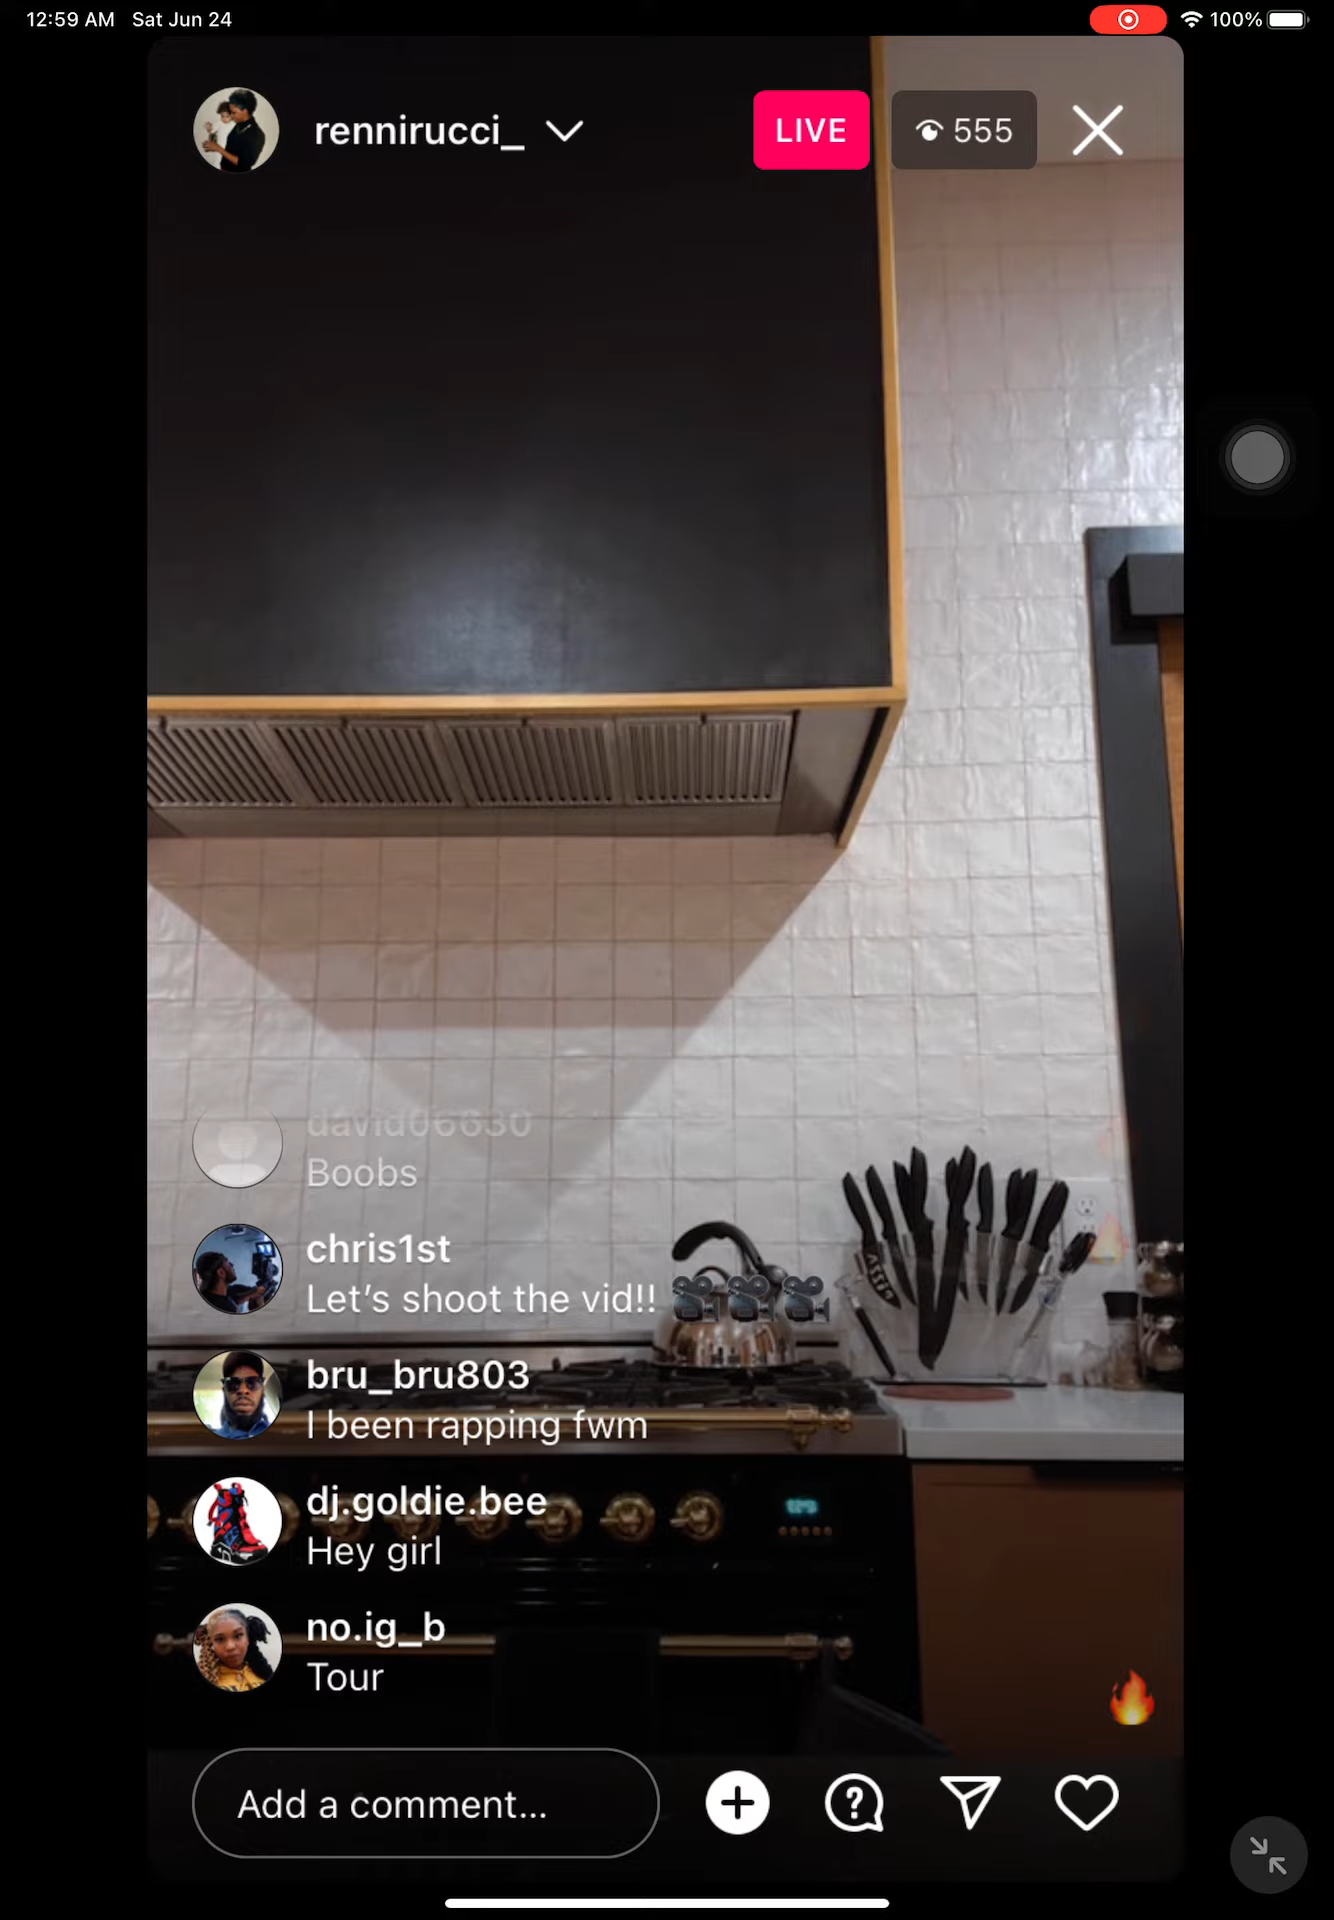 12:59 AM Sat Jun 24
100%
rennirucci_
LIVE
555
david06630
Boobs
chris1st
Let's shoot the vid!! 🎥🎥🎥
bru_bru803
I been rapping fwm
dj.goldie.bee
Hey girl
no.ig_b
Tour
Add a comment...